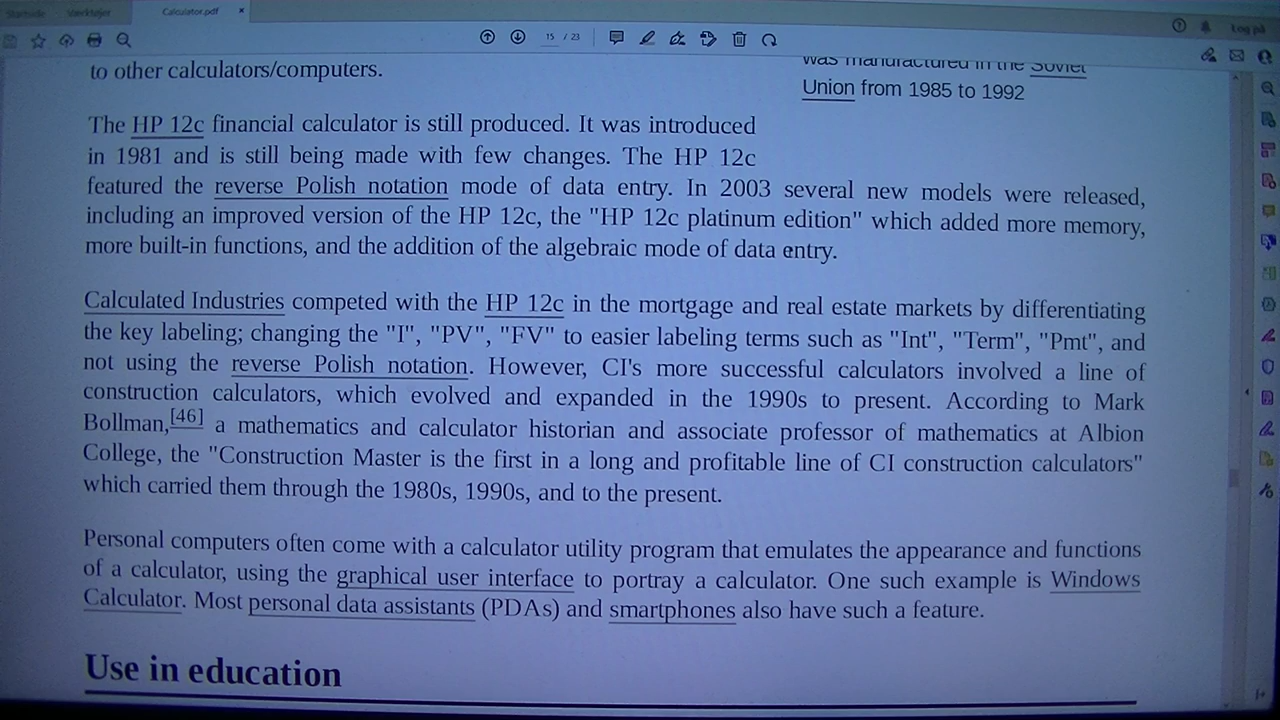 Startside Værktøjer Calculator.pdf ×
Log på
15 / 23
to other calculators/computers.
was manufactured in the Soviet
Union from 1985 to 1992
The HP 12c financial calculator is still produced. It was introduced
in 1981 and is still being made with few changes. The HP 12c
featured the reverse Polish notation mode of data entry. In 2003 several new models were released,
including an improved version of the HP 12c, the "HP 12c platinum edition" which added more memory,
more built-in functions, and the addition of the algebraic mode of data entry.
Calculated Industries competed with the HP 12c in the mortgage and real estate markets by differentiating
the key labeling; changing the "I", "PV", "FV" to easier labeling terms such as "Int", "Term", "Pmt", and
not using the reverse Polish notation. However, CI's more successful calculators involved a line of
construction calculators, which evolved and expanded in the 1990s to present. According to Mark
Bollman,[46] a mathematics and calculator historian and associate professor of mathematics at Albion
College, the "Construction Master is the first in a long and profitable line of CI construction calculators"
which carried them through the 1980s, 1990s, and to the present.
Personal computers often come with a calculator utility program that emulates the appearance and functions
of a calculator, using the graphical user interface to portray a calculator. One such example is Windows
Calculator. Most personal data assistants (PDAs) and smartphones also have such a feature.
Use in education